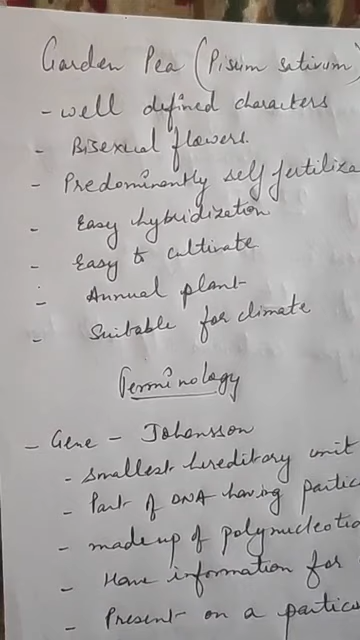 Garden Pea (Pisum sativum)
- well defined characters
- Bisexual flowers.
- Predominently self fertiliza
- Easy hybridization
- Easy to cultivate
- Annual plant
- Suitable for climate
Terminology
- Gene - Johansson
- smallest hereditary unit
- Part of DNA having partic
- made up of polynucleotid
- Have information for
- Present on a particu